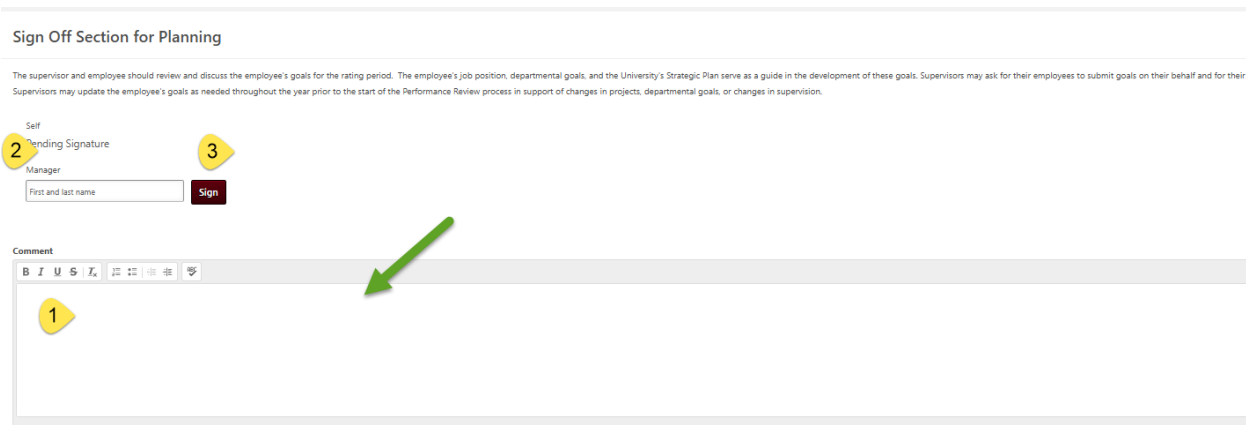 Sign Off Section for Planning
The supervisor and employee should review and discuss the employee's goals for the rating period. The employee's job position, departmental goals, and the University's Strategic Plan serve as a guide in the development of these goals. Supervisors may ask for their employees to submit goals on their behalf and for their
Supervisors may update the employee's goals as needed throughout the year prior to the start of the Performance Review process in support of changes in projects, departmental goals, or changes in supervision.
Self
2 ending Signature 3
Manager
First and last name Sign
Comment
B I U S Ix
1